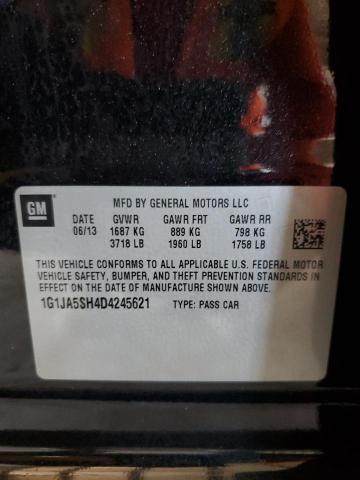 GM
MFD BY GENERAL MOTORS LLC
DATE GVWR GAWR FRT GAWR RR
06/13 1687 KG 889 KG 798 KG
3718 LB 1960 LB 1758 LB
THIS VEHICLE CONFORMS TO ALL APPLICABLE U.S. FEDERAL MOTOR
VEHICLE SAFETY, BUMPER, AND THEFT PREVENTION STANDARDS IN
EFFECT ON THE DATE OF MANUFACTURE SHOWN ABOVE.
1G1JA5SH4D4245621 TYPE: PASS CAR